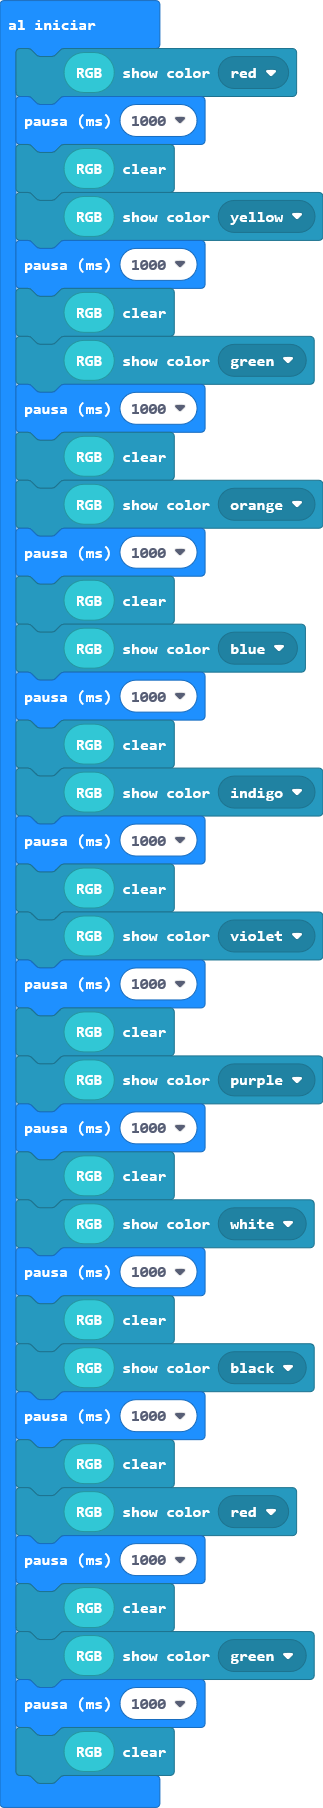 al iniciar
RGB show color red
pausa (ms) 1000
RGB clear
RGB show color yellow
pausa (ms) 1000
RGB clear
RGB show color green
pausa (ms) 1000
RGB clear
RGB show color orange
pausa (ms) 1000
RGB clear
RGB show color blue
pausa (ms) 1000
RGB clear
RGB show color indigo
pausa (ms) 1000
RGB clear
RGB show color violet
pausa (ms) 1000
RGB clear
RGB show color purple
pausa (ms) 1000
RGB clear
RGB show color white
pausa (ms) 1000
RGB clear
RGB show color black
pausa (ms) 1000
RGB clear
RGB show color red
pausa (ms) 1000
RGB clear
RGB show color green
pausa (ms) 1000
RGB clear